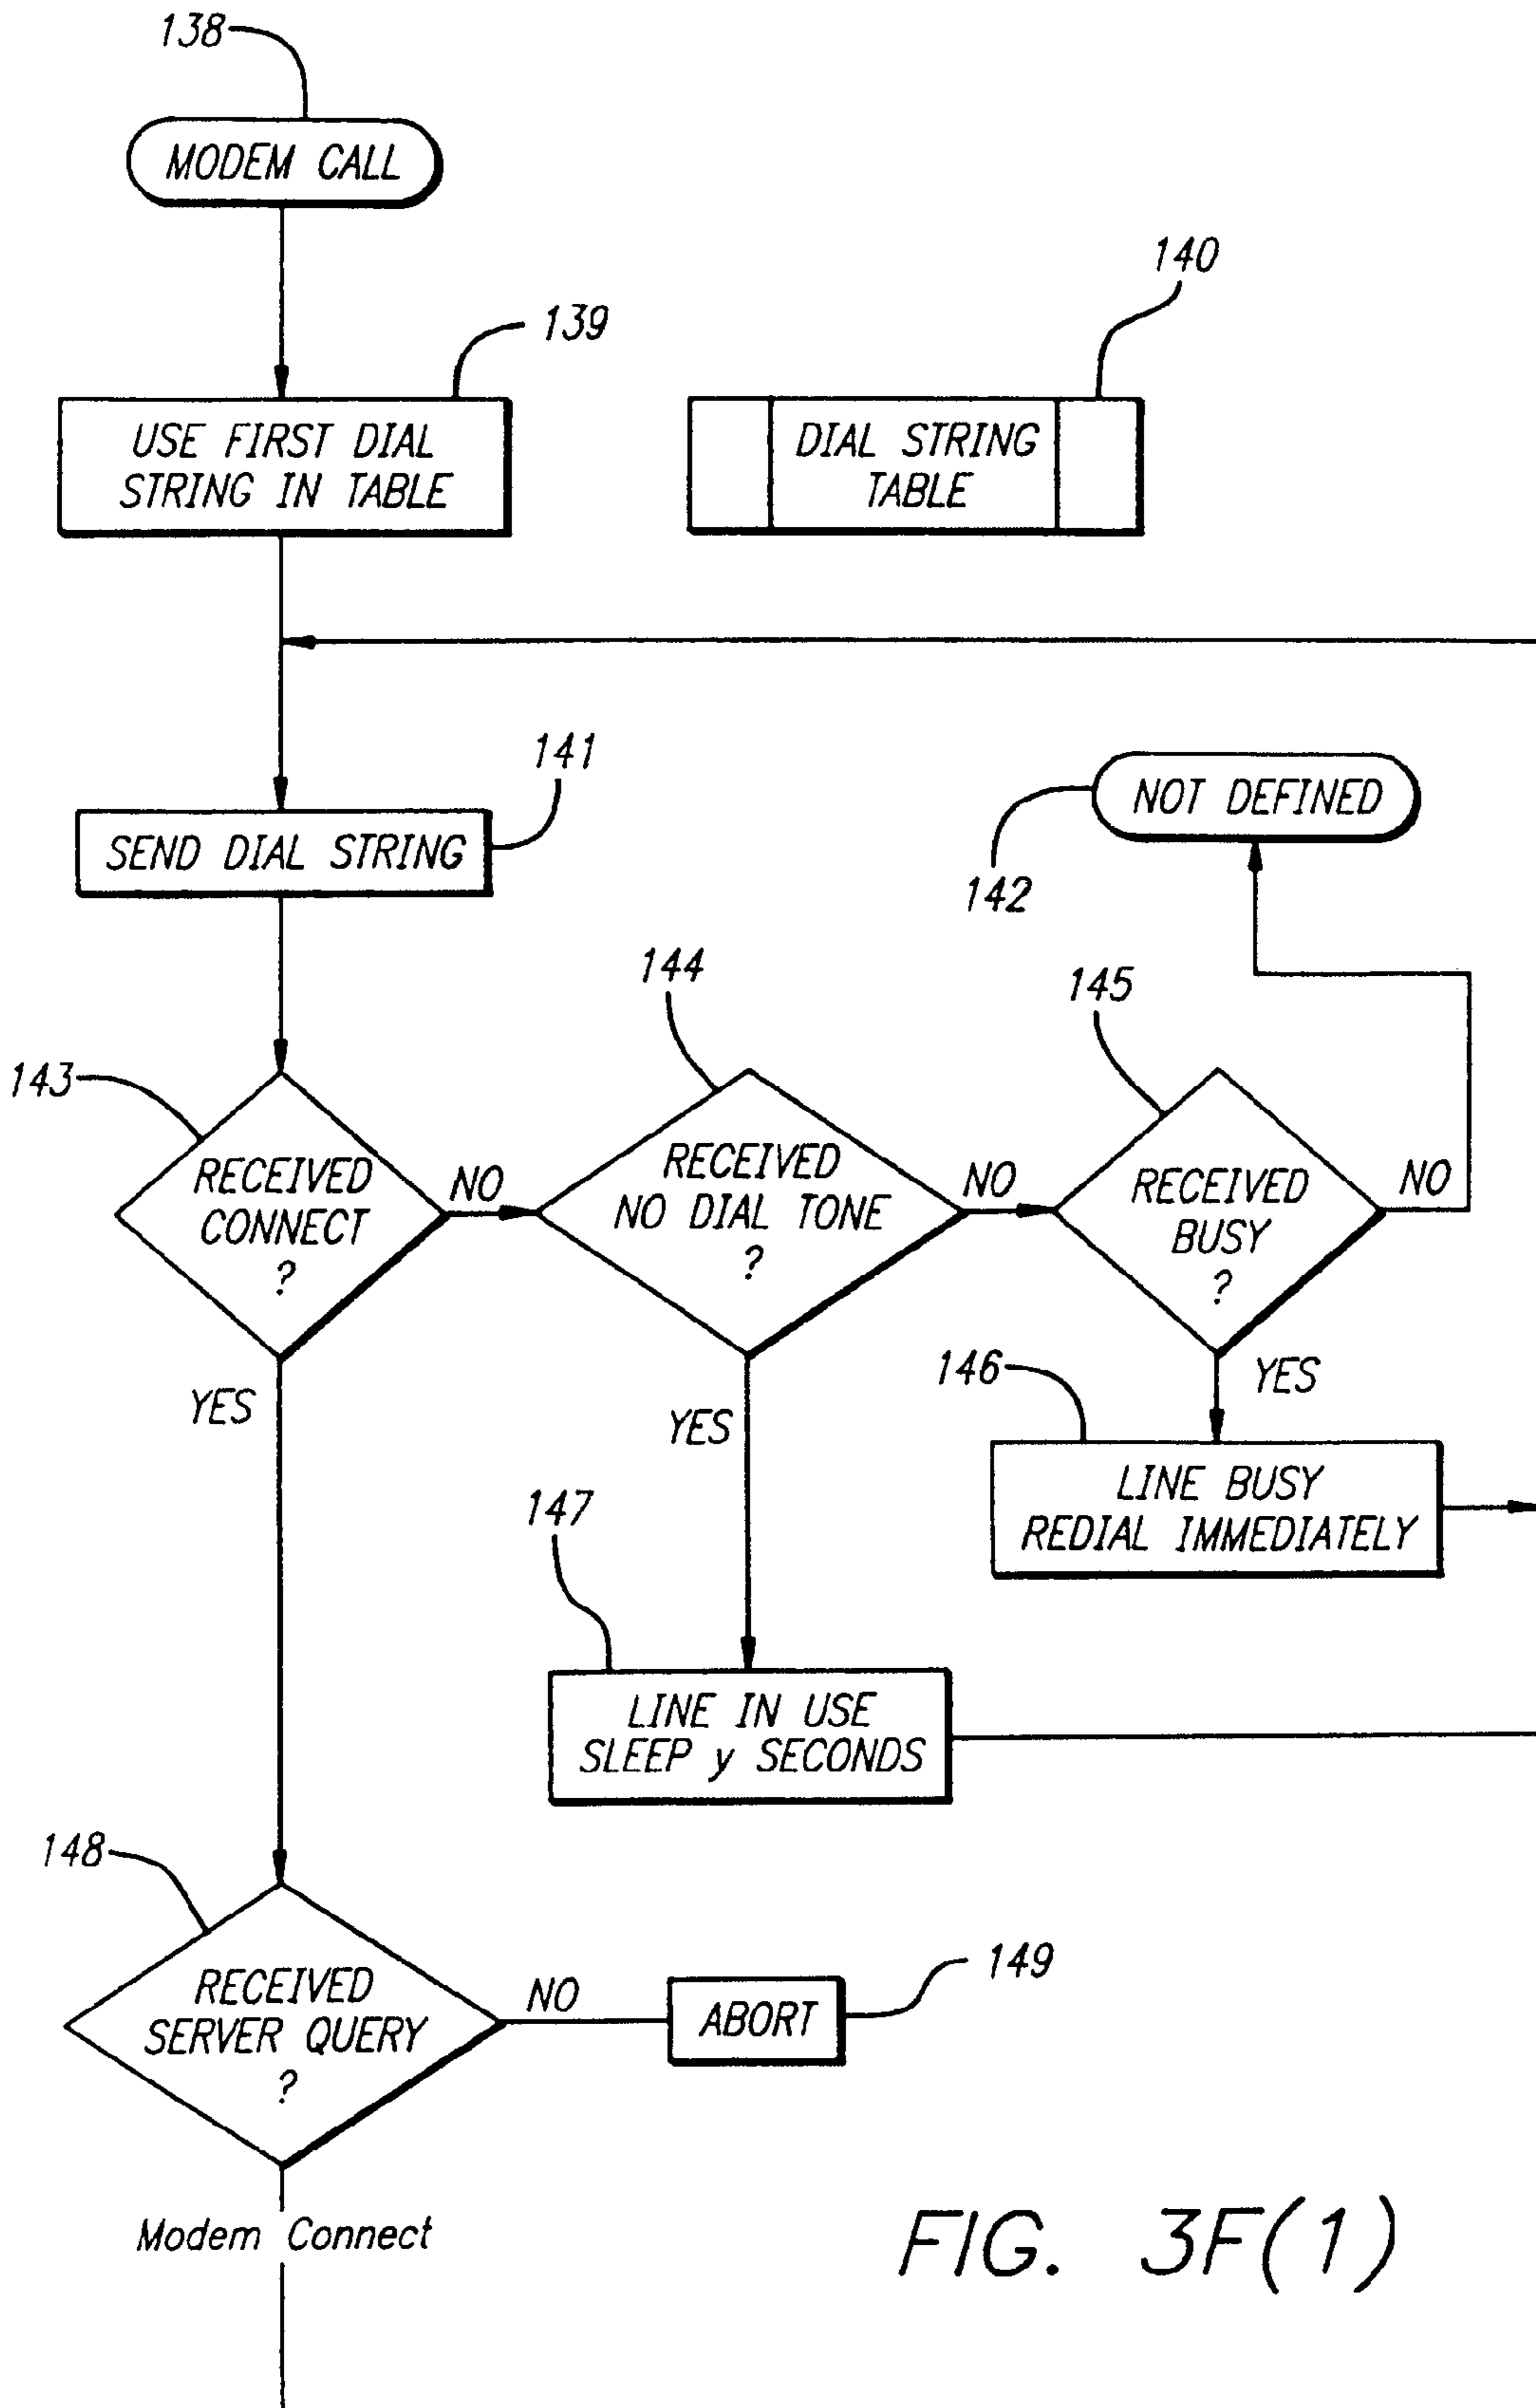 138
MODEM CALL
140
139
USE FIRST DIAL
STRING IN TABLE
DIAL STRING
TABLE
141
SEND DIAL STRING
NOT DEFINED
142
144
145
143
RECEIVED
CONNECT
?
NO
RECEIVED
NO DIAL TONE
?
NO
RECEIVED
BUSY
?
NO
YES
YES
YES
146
LINE BUSY
REDIAL IMMEDIATELY
147
LINE IN USE
SLEEP y SECONDS
148
RECEIVED
SERVER QUERY
?
NO
ABORT
149
Modem Connect
FIG. 3F(1)